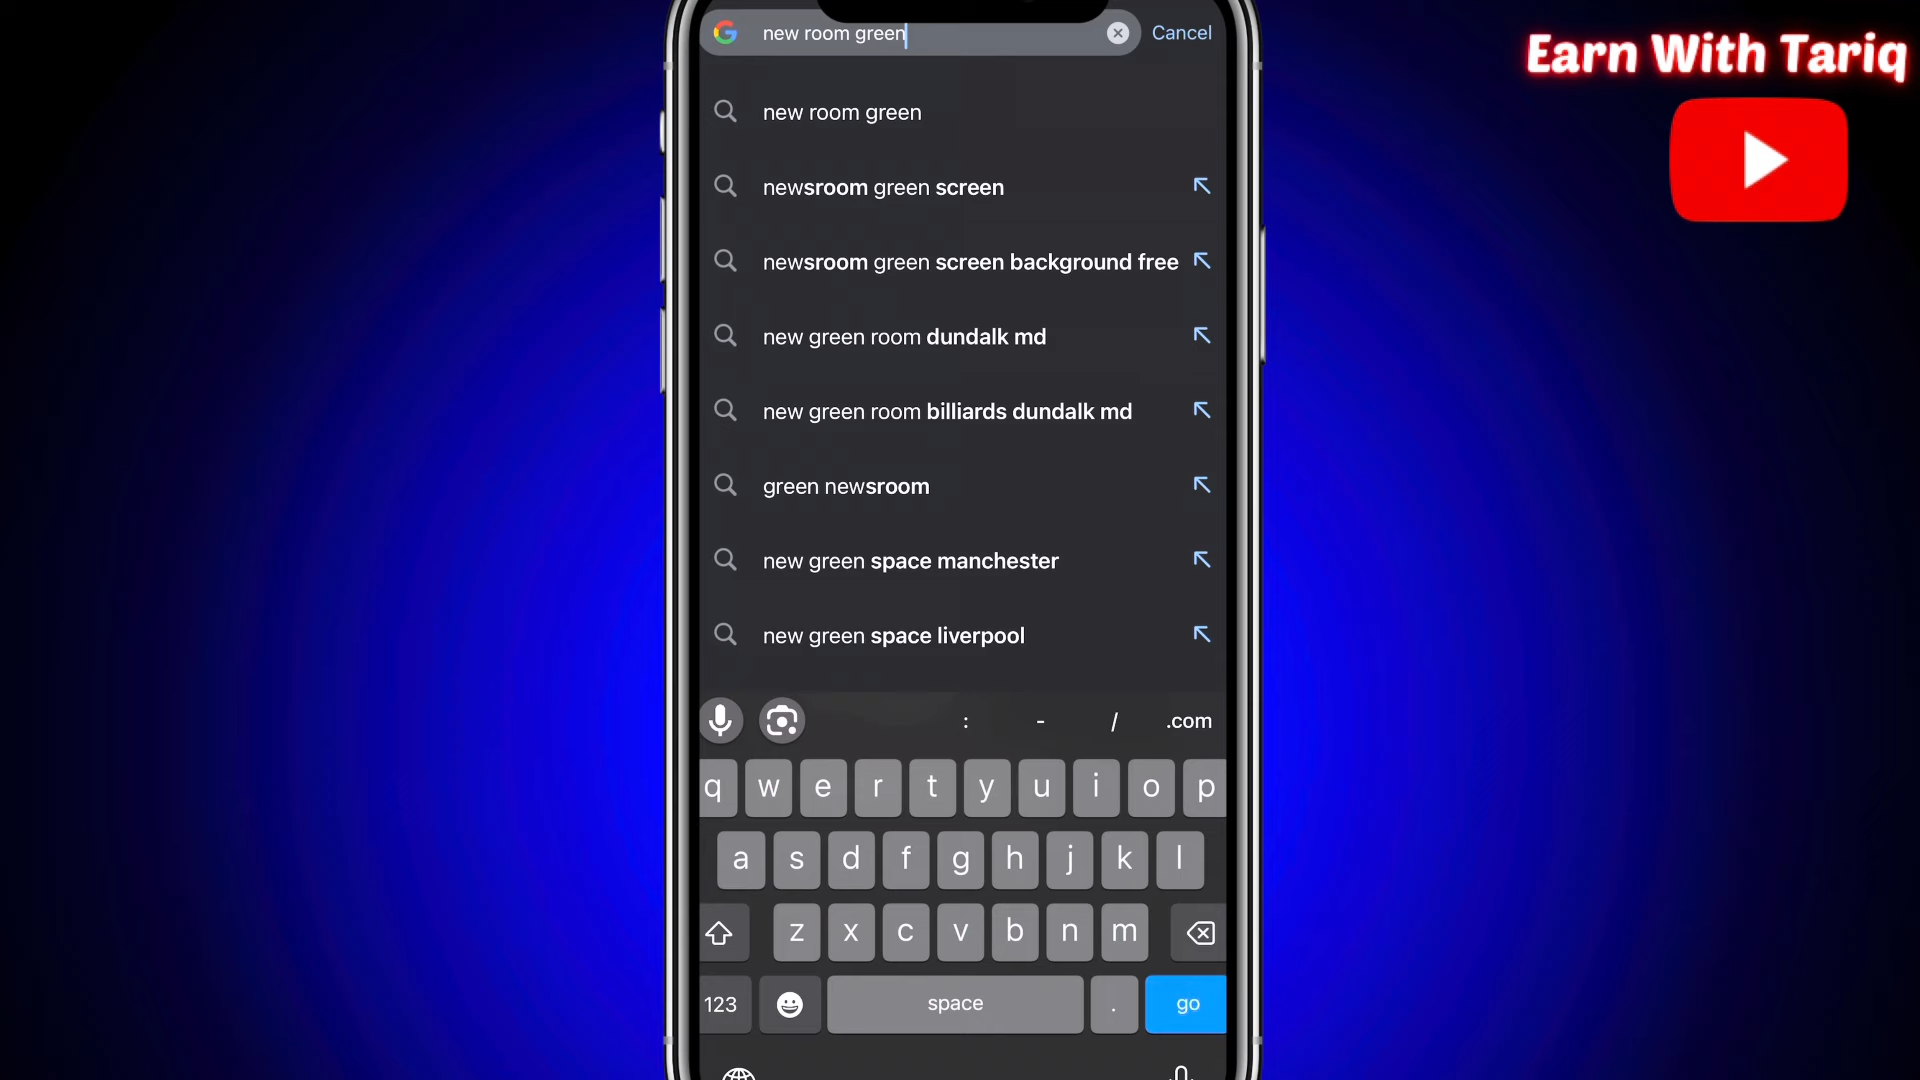 new room green
Cancel
Earn With Tariq
new room green
newsroom green screen
newsroom green screen background free
new green room dundalk md
new green room billiards dundalk md
green newsroom
new green space manchester
new green space liverpool
: - / .com
q w e r t y u i o p
a s d f g h j k l
z x c v b n m
123 space . go